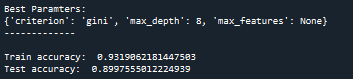 Best Paramters:
{'criterion': 'gini', 'max_depth': 8, 'max_features': None}
-------------
Train accuracy:  0.9319062181447503
Test accuracy:  0.8997555012224939